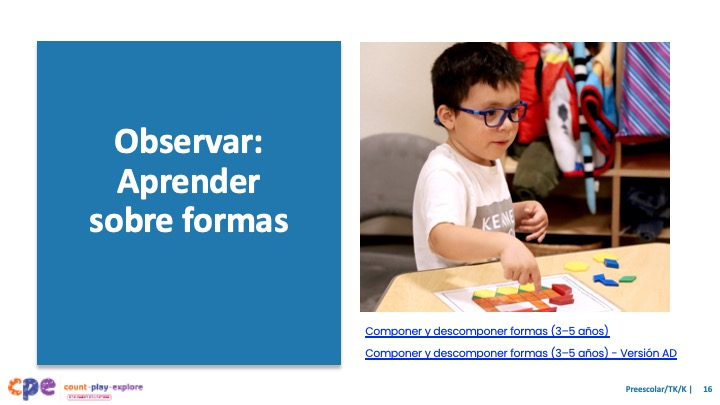 Observar:
Aprender
sobre formas
KENE
Componer y descomponer formas (3–5 años)
Componer y descomponer formas (3–5 años) - Versión AD
cpe count-play-explore
Preescolar/TK/K | 16